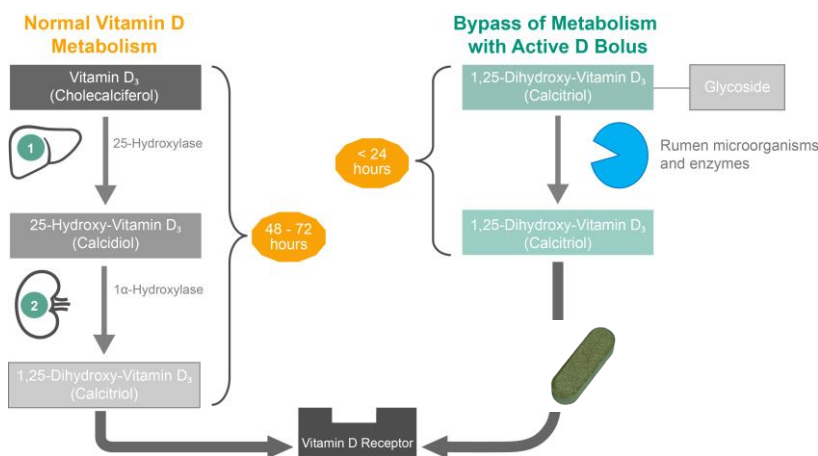 Normal Vitamin D
Metabolism
Vitamin D₃
(Cholecalciferol)
1
25-Hydroxylase
25-Hydroxy-Vitamin D₃
(Calcidiol)
48 - 72
hours
2
1α-Hydroxylase
1,25-Dihydroxy-Vitamin D₃
(Calcitriol)
Bypass of Metabolism
with Active D Bolus
1,25-Dihydroxy-Vitamin D₃
(Calcitriol)
Glycoside
< 24
hours
Rumen microorganisms
and enzymes
1,25-Dihydroxy-Vitamin D₃
(Calcitriol)
Vitamin D Receptor